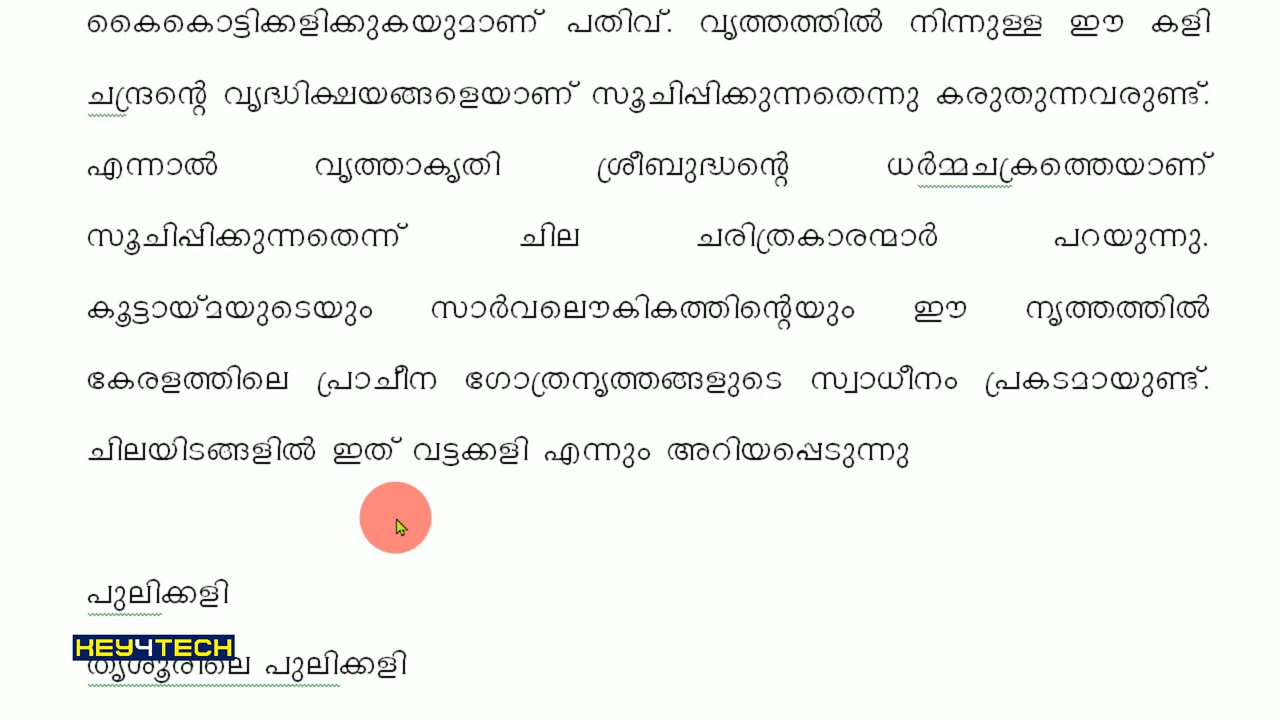 കൈകൊട്ടിക്കളിക്കുകയുമാണ് പതിവ്. വൃത്തത്തിൽ നിന്നുള്ള ഈ കളി
ചന്ദ്രന്റെ വൃദ്ധിക്ഷയങ്ങളെയാണ് സൂചിപ്പിക്കുന്നതെന്നു കരുതുന്നവരുണ്ട്.
എന്നാൽ വൃത്താകൃതി ശ്രീബുദ്ധന്റെ ധർമ്മചക്രത്തെയാണ്
സൂചിപ്പിക്കുന്നതെന്ന് ചില ചരിത്രകാരന്മാർ പറയുന്നു.
കൂട്ടായ്മയുടെയും സാർവലൌകികത്തിന്റെയും ഈ നൃത്തത്തിൽ
കേരളത്തിലെ പ്രാചീന ഗോത്രനൃത്തങ്ങളുടെ സ്വാധീനം പ്രകടമായുണ്ട്.
ചിലയിടങ്ങളിൽ ഇത് വട്ടക്കളി എന്നും അറിയപ്പെടുന്നു
പുലിക്കളി
KEY4TECH
തൃശൂരിലെ പുലിക്കളി